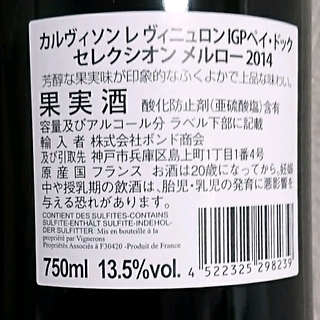 カルヴィゾン レ ヴィニュロン IGPペイ・ドック
セレクシオン メルロー 2014
芳醇な果実味が印象的なふくよかで上品な味わい。
果実酒 酸化防止剤(亜硫酸塩)含有
容量及びアルコール分 ラベル下部に記載
輸入者 株式会社ボンド商会
及び引取先 神戸市兵庫区島上町1丁目1番4号
原産国 フランス お酒は20歳になってから。妊娠
中や授乳期の飲酒は、胎児・乳児の発育に悪影響を
与える恐れがあります。
CONTIENT DES SULFITES-CONTAINS
SULFITE-ENTHÄLT SULFITE-INDEHOL-
DER SULFITTER Mis en bouteille à la
propriété par Vignerons
Propriétés Associés à F30420 -Produit de France
750ml 13.5%vol.
4 522325 298239